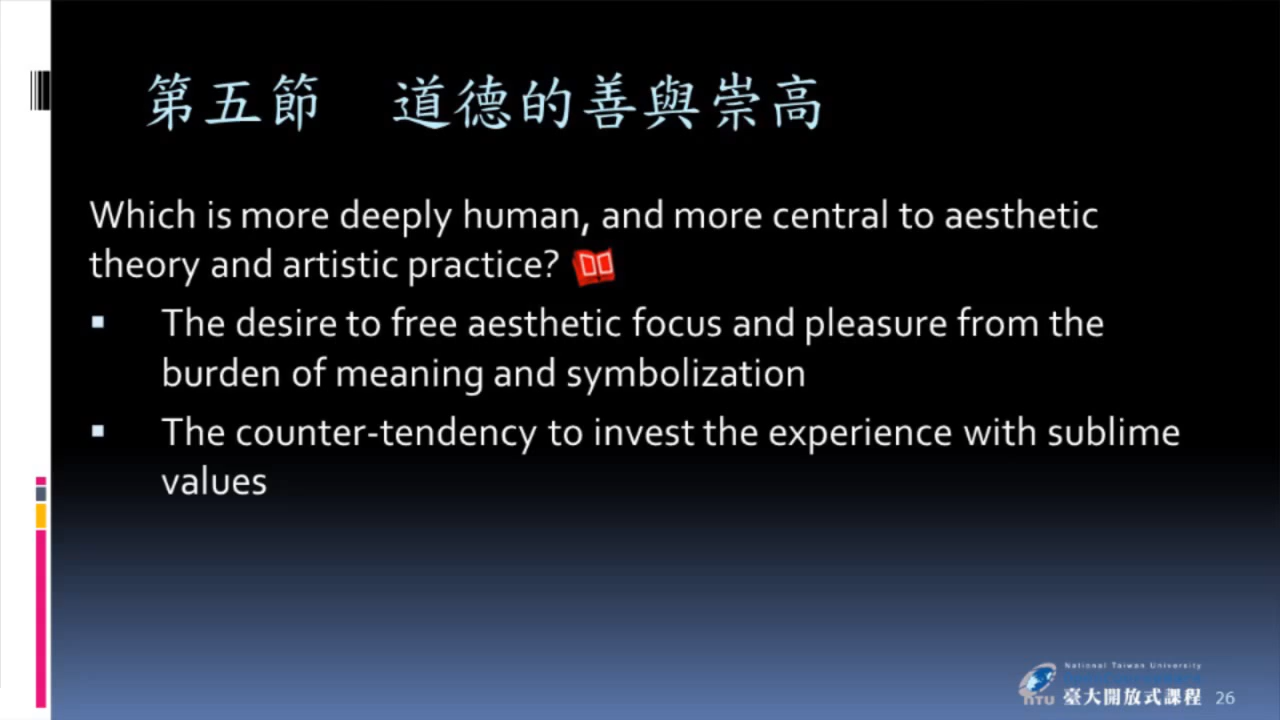 第五節 道德的善與崇高
Which is more deeply human, and more central to aesthetic
theory and artistic practice?
The desire to free aesthetic focus and pleasure from the
burden of meaning and symbolization
The counter-tendency to invest the experience with sublime
values
National Taiwan University
NTU 臺大開放式課程 26